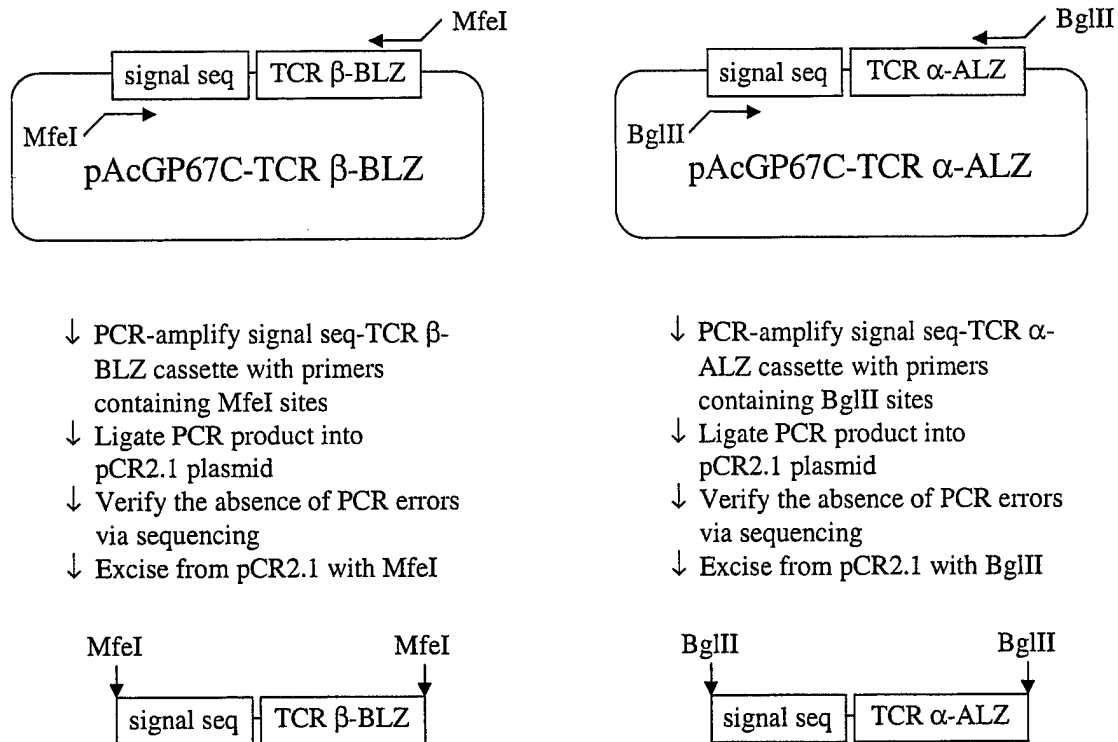 MfeI
signal seq
TCR β-BLZ
MfeI
pAcGP67C-TCR β-BLZ
↓ PCR-amplify signal seq-TCR β-
BLZ cassette with primers
containing MfeI sites
↓ Ligate PCR product into
pCR2.1 plasmid
↓ Verify the absence of PCR errors
via sequencing
↓ Excise from pCR2.1 with MfeI
MfeI
MfeI
signal seq
TCR β-BLZ
BglII
signal seq
TCR α-ALZ
BglII
pAcGP67C-TCR α-ALZ
↓ PCR-amplify signal seq-TCR α-
ALZ cassette with primers
containing BglII sites
↓ Ligate PCR product into
pCR2.1 plasmid
↓ Verify the absence of PCR errors
via sequencing
↓ Excise from pCR2.1 with BglII
BglII
BglII
signal seq
TCR α-ALZ